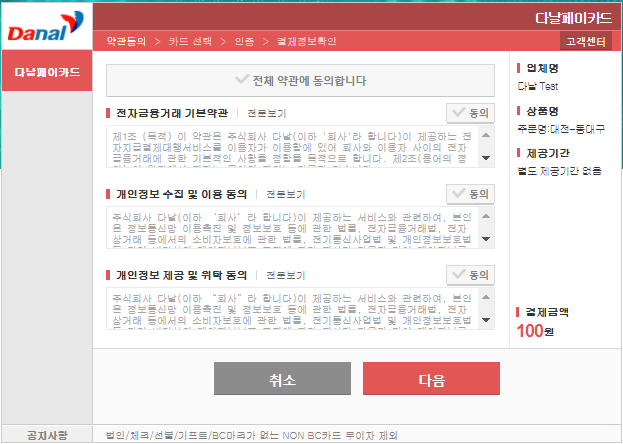 Danal
다날페이카드
약관동의 > 카드 선택 > 인증 > 결제정보확인
고객센터
다날페이카드
전체 약관에 동의합니다
전자금융거래 기본약관 | 전문보기
동의
제1조 (목적) 이 약관은 주식회사 다날(이하 '회사'라 합니다)이 제공하는 전
자지급결제대행서비스를 이용자가 이용함에 있어 회사와 이용자 사이의 전자
금융거래에 관한 기본적인 사항을 정함을 목적으로 합니다. 제2조(용어의 정
개인정보 수집 및 이용 동의 | 전문보기
동의
주식회사 다날(이하 “회사”라 합니다)이 제공하는 서비스와 관련하여, 본인
은 정보통신망 이용촉진 및 정보보호 등에 관한 법률, 전자금융거래법, 전자
상거래 등에서의 소비자보호에 관한 법률, 전기통신사업법 및 개인정보보호법
개인정보 제공 및 위탁 동의 | 전문보기
동의
주식회사 다날(이하 “회사”라 합니다)이 제공하는 서비스와 관련하여, 본인
은 정보통신망 이용촉진 및 정보보호 등에 관한 법률, 전자금융거래법, 전자
상거래 등에서의 소비자보호에 관한 법률, 전기통신사업법 및 개인정보보호법
업체명
다날 Test
상품명
주문명:대전-동대구
제공기간
별도 제공기간 없음
결제금액
100원
취소
다음
공지사항
법인/체크/선불/기프트/BC마크가 없는 NON BC카드 무이자 제외